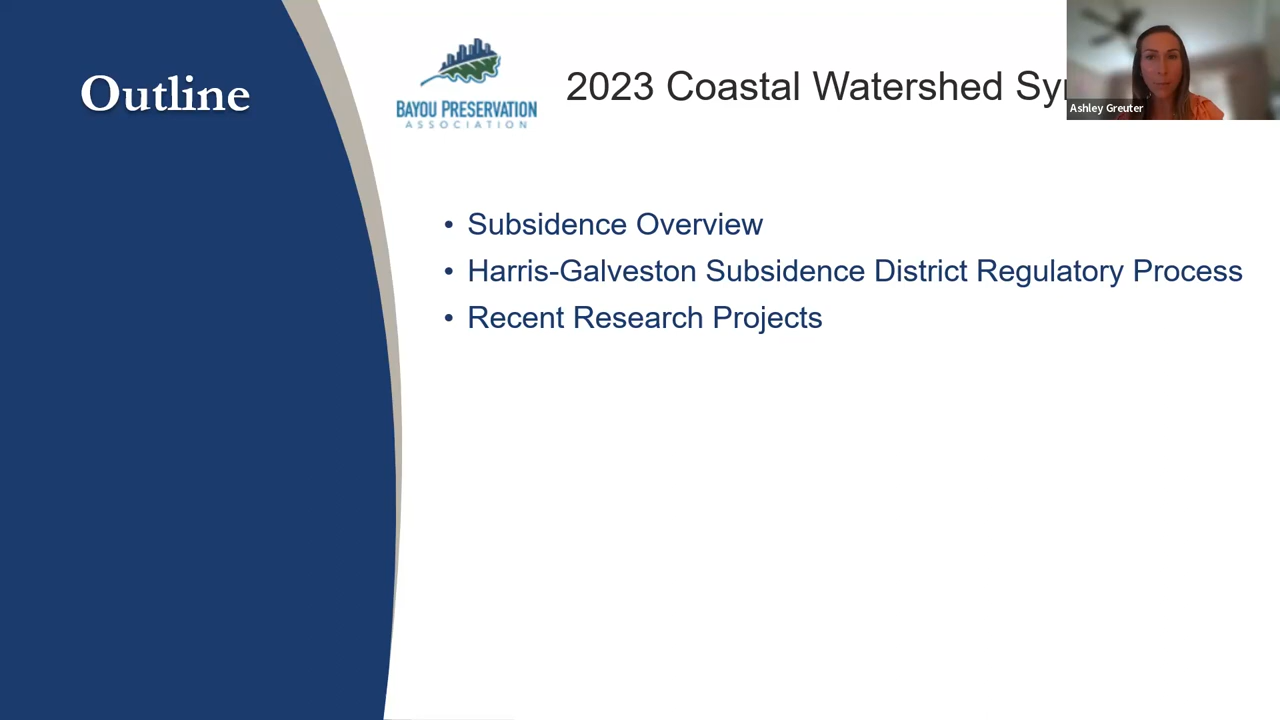 Outline
BAYOU PRESERVATION
ASSOCIATION
2023 Coastal Watershed Sy
Ashley Greuter
• Subsidence Overview
• Harris-Galveston Subsidence District Regulatory Process
• Recent Research Projects